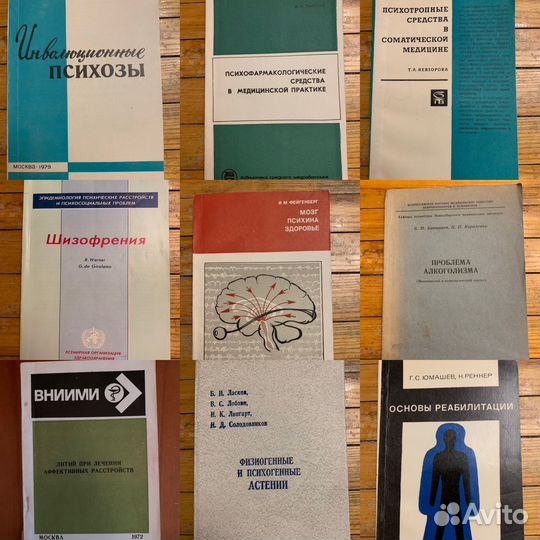 Инволюционные
ПСИХОЗЫ
МОСКВА - 1979
ПСИХОФАРМАКОЛОГИЧЕСКИЕ
СРЕДСТВА
В МЕДИЦИНСКОЙ ПРАКТИКЕ
ПСИХОТРОПНЫЕ
СРЕДСТВА
В
СОМАТИЧЕСКОЙ
МЕДИЦИНЕ
Т. А. НЕВЗОРОВА
ЭПИДЕМИОЛОГИЯ ПСИХИЧЕСКИХ РАССТРОЙСТВ
И ПСИХОСОЦИАЛЬНЫХ ПРОБЛЕМ
Шизофрения
R. Warner
G. de Girolamo
ВСЕМИРНАЯ ОРГАНИЗАЦИЯ
ЗДРАВООХРАНЕНИЯ
И. М. ФЕЙГЕНБЕРГ
МОЗГ
ПСИХИКА
ЗДОРОВЬЕ
ПРОБЛЕМА
АЛКОГОЛИЗМА
ВНИИМИ
ЛИТИЙ ПРИ ЛЕЧЕНИИ
АФФЕКТИВНЫХ РАССТРОЙСТВ
МОСКВА 1972
Б. И. Ласков,
В. С. Лобзин,
Н. К. Липгарт,
И. Д. Солодовников
ФИЗИОГЕННЫЕ
И ПСИХОГЕННЫЕ
АСТЕНИИ
Г. С. ЮМАШЕВ, К. РЕННЕР
ОСНОВЫ РЕАБИЛИТАЦИИ
Avito